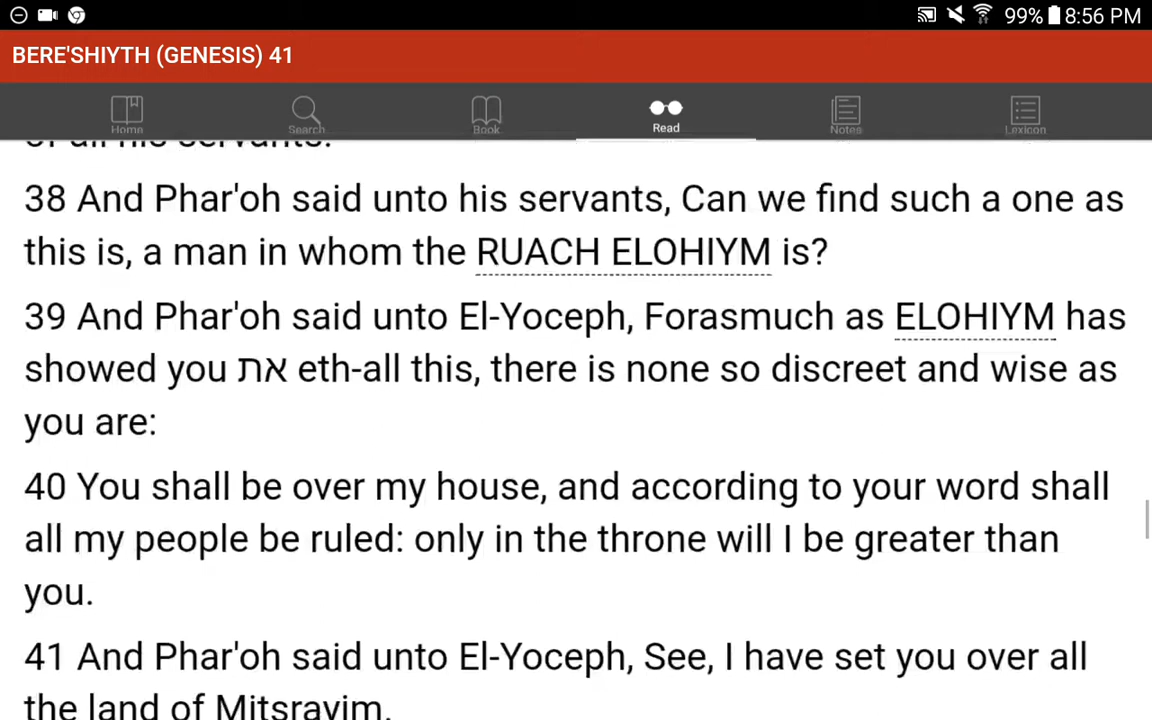 99% 8:56 PM
BERE'SHIYTH (GENESIS) 41
Home Search Book Read Notes Lexicon
of all his servants.
38 And Phar'oh said unto his servants, Can we find such a one as
this is, a man in whom the RUACH ELOHIYM is?
39 And Phar'oh said unto El-Yoceph, Forasmuch as ELOHIYM has
showed you את eth-all this, there is none so discreet and wise as
you are:
40 You shall be over my house, and according to your word shall
all my people be ruled: only in the throne will I be greater than
you.
41 And Phar'oh said unto El-Yoceph, See, I have set you over all
the land of Mitsrayim.